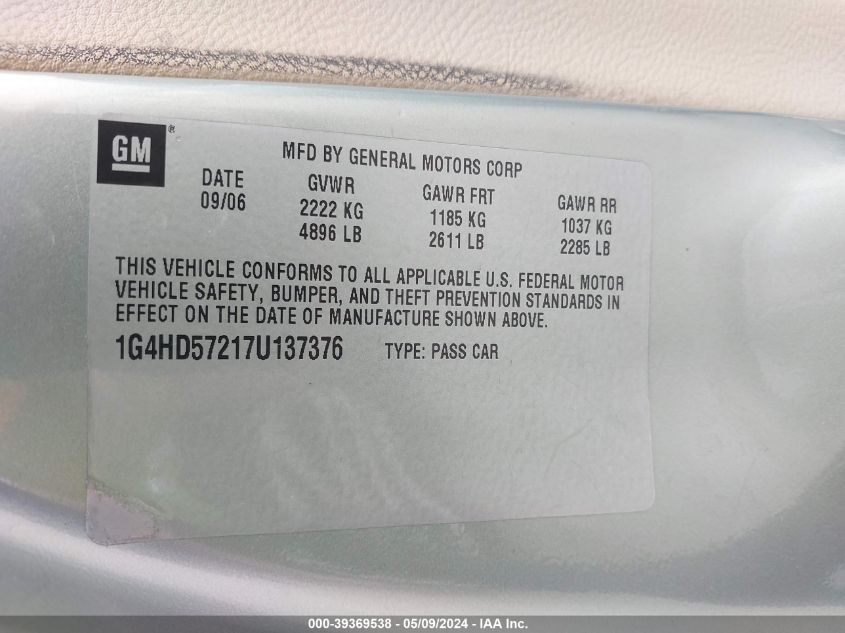 GM ®
MFD BY GENERAL MOTORS CORP
DATE GVWR GAWR FRT GAWR RR
09/06 2222 KG 1185 KG 1037 KG
4896 LB 2611 LB 2285 LB
THIS VEHICLE CONFORMS TO ALL APPLICABLE U.S. FEDERAL MOTOR
VEHICLE SAFETY, BUMPER, AND THEFT PREVENTION STANDARDS IN
EFFECT ON THE DATE OF MANUFACTURE SHOWN ABOVE.
1G4HD57217U137376 TYPE: PASS CAR
000-39369538 - 05/09/2024 - IAA Inc.